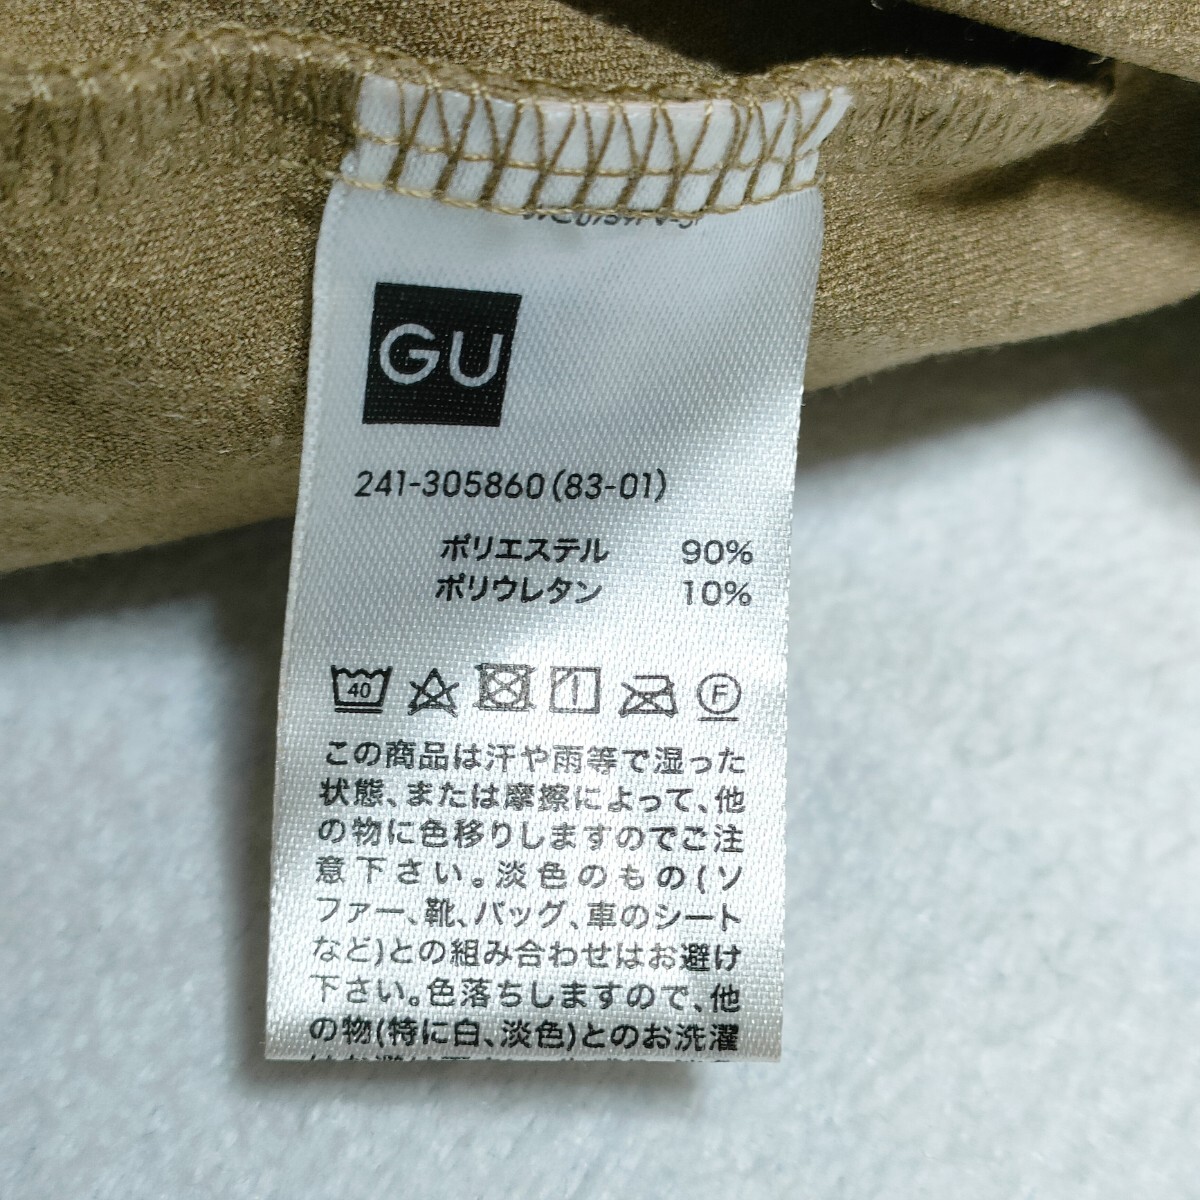 GU
241-305860(83-01)
ポリエステル 90%
ポリウレタン 10%
40
F
この商品は汗や雨等で湿った
状態、または摩擦によって、他
の物に色移りしますのでご注
意下さい。淡色のもの(ソ
ファー、靴、バッグ、車のシート
など)との組み合わせはお避け
下さい。色落ちしますので、他
の物(特に白、淡色)とのお洗濯